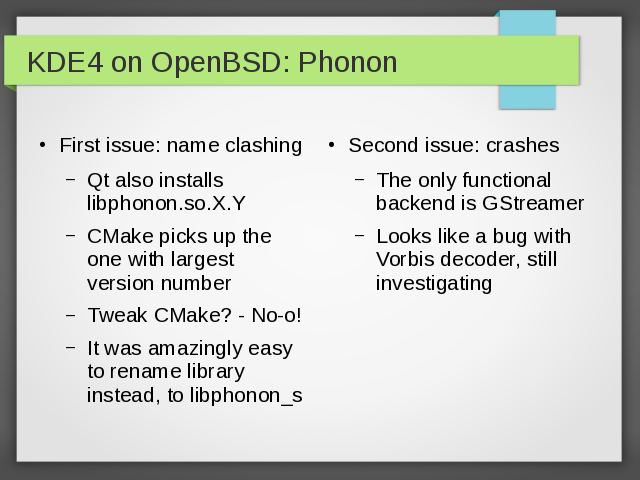 KDE4 on OpenBSD: Phonon
• First issue: name clashing
– Qt also installs
libphonon.so.X.Y
– CMake picks up the
one with largest
version number
– Tweak CMake? - No-o!
– It was amazingly easy
to rename library
instead, to libphonon_s
• Second issue: crashes
– The only functional
backend is GStreamer
– Looks like a bug with
Vorbis decoder, still
investigating